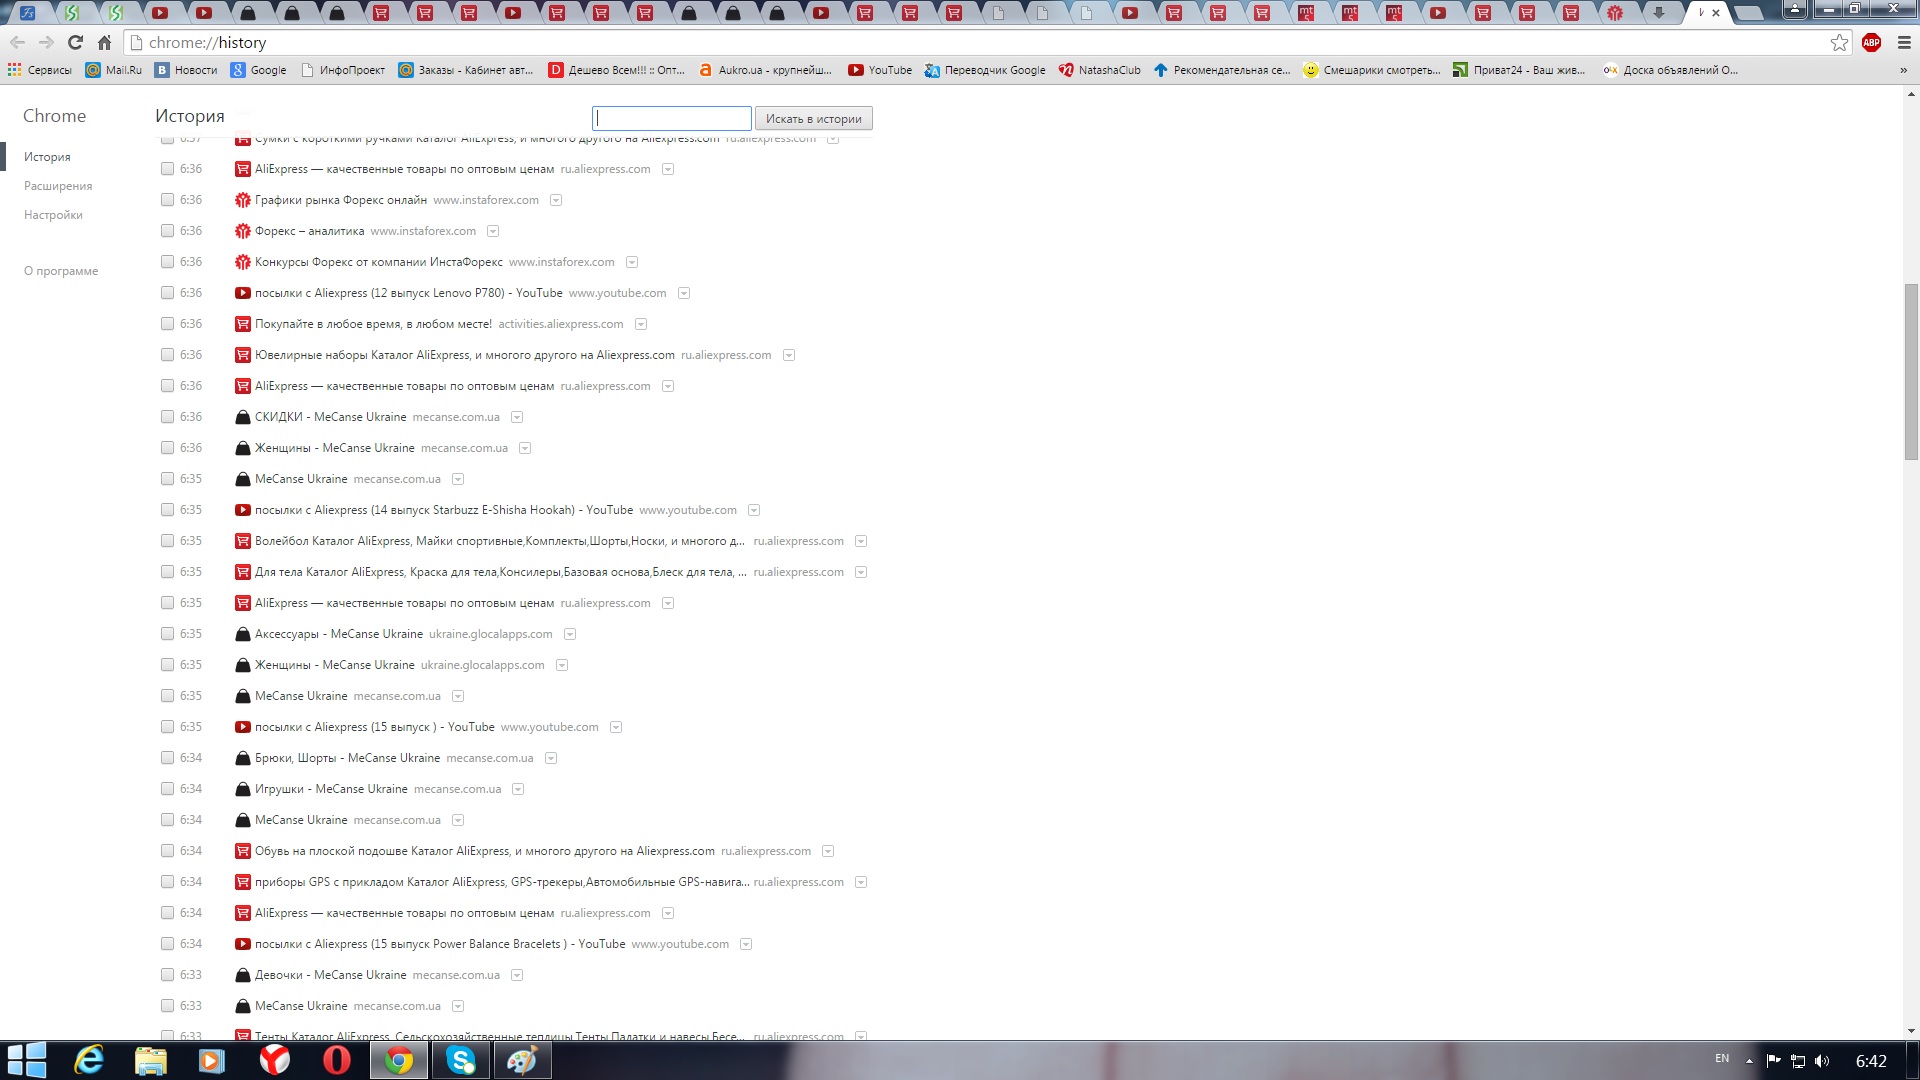 chrome://history
Сервисы Mail.Ru Новости Google ИнфоПроект Заказы - Кабинет авт... Дешево Всем!!! :: Опт... Aukro.ua - крупнейш... YouTube Переводчик Google NatashaClub Рекомендательная се... Смешарики смотреть... Приват24 - Ваш жив... Доска объявлений О... »
Chrome
История
Расширения
Настройки
О программе
История Искать в истории
6:37 Сумки с короткими ручками Каталог AliExpress, и многого другого на Aliexpress.com ru.aliexpress.com
6:36 AliExpress — качественные товары по оптовым ценам ru.aliexpress.com
6:36 Графики рынка Форекс онлайн www.instaforex.com
6:36 Форекс – аналитика www.instaforex.com
6:36 Конкурсы Форекс от компании ИнстаФорекс www.instaforex.com
6:36 посылки с Aliexpress (12 выпуск Lenovo P780) - YouTube www.youtube.com
6:36 Покупайте в любое время, в любом месте! activities.aliexpress.com
6:36 Ювелирные наборы Каталог AliExpress, и многого другого на Aliexpress.com ru.aliexpress.com
6:36 AliExpress — качественные товары по оптовым ценам ru.aliexpress.com
6:36 СКИДКИ - MeCanse Ukraine mecanse.com.ua
6:36 Женщины - MeCanse Ukraine mecanse.com.ua
6:35 MeCanse Ukraine mecanse.com.ua
6:35 посылки с Aliexpress (14 выпуск Starbuzz E-Shisha Hookah) - YouTube www.youtube.com
6:35 Волейбол Каталог AliExpress, Майки спортивные,Комплекты,Шорты,Носки, и многого д... ru.aliexpress.com
6:35 Для тела Каталог AliExpress, Краска для тела,Консилеры,Базовая основа,Блеск для тела, ... ru.aliexpress.com
6:35 AliExpress — качественные товары по оптовым ценам ru.aliexpress.com
6:35 Аксессуары - MeCanse Ukraine ukraine.glocalapps.com
6:35 Женщины - MeCanse Ukraine ukraine.glocalapps.com
6:35 MeCanse Ukraine mecanse.com.ua
6:35 посылки с Aliexpress (15 выпуск ) - YouTube www.youtube.com
6:34 Брюки, Шорты - MeCanse Ukraine mecanse.com.ua
6:34 Игрушки - MeCanse Ukraine mecanse.com.ua
6:34 MeCanse Ukraine mecanse.com.ua
6:34 Обувь на плоской подошве Каталог AliExpress, и многого другого на Aliexpress.com ru.aliexpress.com
6:34 приборы GPS с прикладом Каталог AliExpress, GPS-трекеры,Автомобильные GPS-навига... ru.aliexpress.com
6:34 AliExpress — качественные товары по оптовым ценам ru.aliexpress.com
6:34 посылки с Aliexpress (15 выпуск Power Balance Bracelets ) - YouTube www.youtube.com
6:33 Девочки - MeCanse Ukraine mecanse.com.ua
6:33 MeCanse Ukraine mecanse.com.ua
6:33 Тенты Каталог AliExpress, Сельскохозяйственные теплицы,Тенты,Палатки и навесы,Бесе... ru.aliexpress.com
EN 6:42